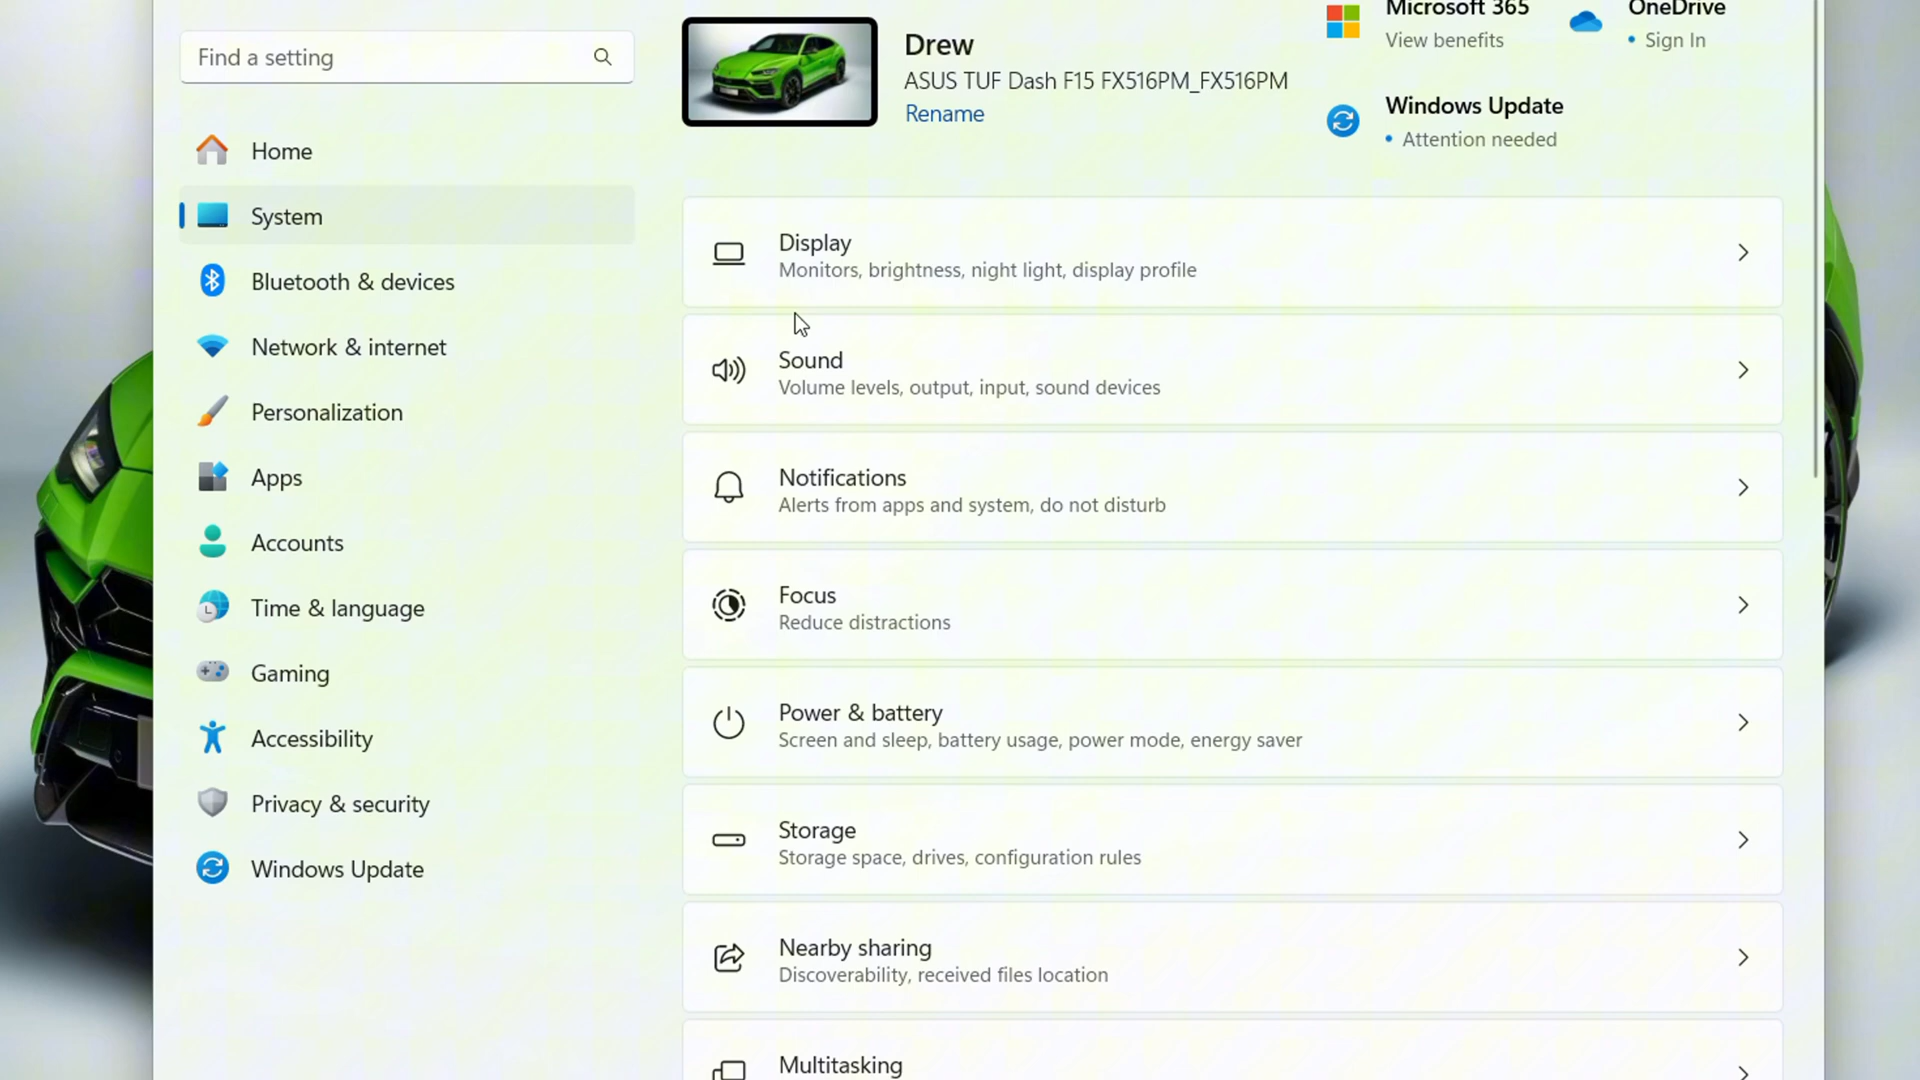 Find a setting
Home
System
Bluetooth & devices
Network & internet
Personalization
Apps
Accounts
Time & language
Gaming
Accessibility
Privacy & security
Windows Update
Drew
ASUS TUF Dash F15 FX516PM_FX516PM
Rename
Microsoft 365
View benefits
OneDrive
• Sign In
Windows Update
• Attention needed
Display
Monitors, brightness, night light, display profile
Sound
Volume levels, output, input, sound devices
Notifications
Alerts from apps and system, do not disturb
Focus
Reduce distractions
Power & battery
Screen and sleep, battery usage, power mode, energy saver
Storage
Storage space, drives, configuration rules
Nearby sharing
Discoverability, received files location
Multitasking